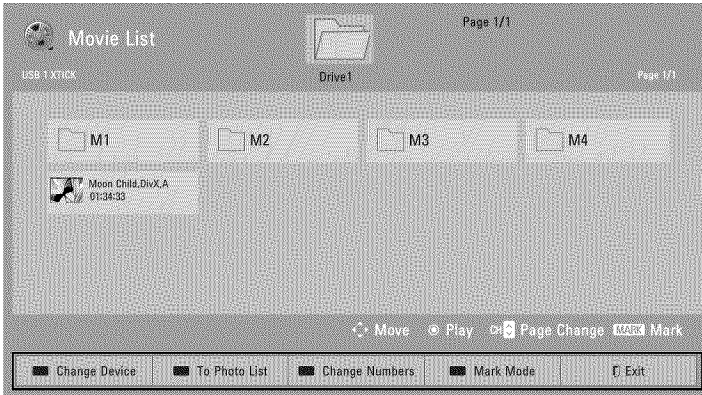 Page 1/1
Movie List
Drive1
USB 1 XTICK
Page 1/1
M1
M2
M3
M4
Moon Child,DivX,A
01:34:33
Move
Play
CH Page Change
MARK Mark
Change Device
To Photo List
Change Numbers
Mark Mode
Exit